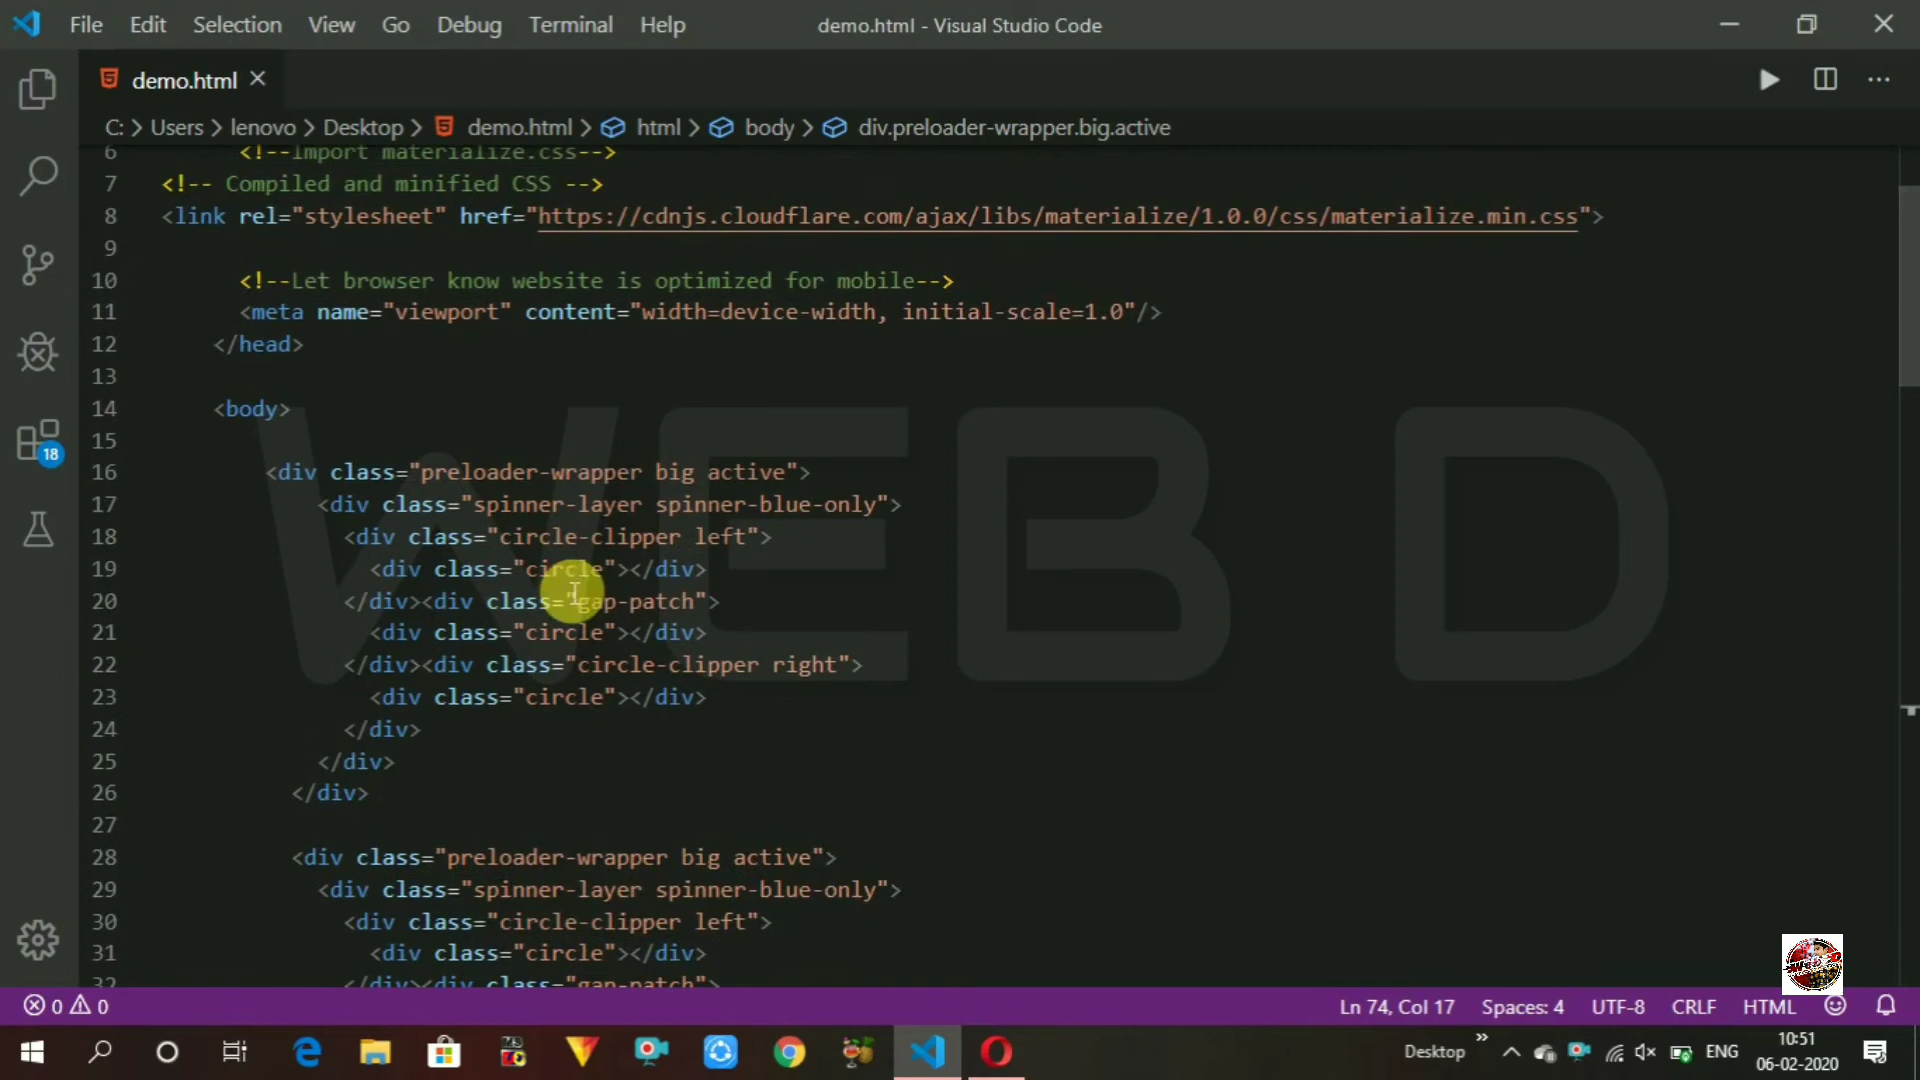 File Edit Selection View Go Debug Terminal Help demo.html - Visual Studio Code
demo.html
C: > Users > lenovo > Desktop > demo.html > html > body > div.preloader-wrapper.big.active
6 <!--Import materialize.css-->
7 <!-- Compiled and minified CSS -->
8 <link rel="stylesheet" href="https://cdnjs.cloudflare.com/ajax/libs/materialize/1.0.0/css/materialize.min.css">
9
10 <!--Let browser know website is optimized for mobile-->
11 <meta name="viewport" content="width=device-width, initial-scale=1.0"/>
12 </head>
13
14 <body>
15
16 <div class="preloader-wrapper big active">
17 <div class="spinner-layer spinner-blue-only">
18 <div class="circle-clipper left">
19 <div class="circle"></div>
20 </div><div class="gap-patch">
21 <div class="circle"></div>
22 </div><div class="circle-clipper right">
23 <div class="circle"></div>
24 </div>
25 </div>
26 </div>
27
28 <div class="preloader-wrapper big active">
29 <div class="spinner-layer spinner-blue-only">
30 <div class="circle-clipper left">
31 <div class="circle"></div>
32 </div><div class="gap-patch">
WEB D
18
0 0 Ln 74, Col 17 Spaces: 4 UTF-8 CRLF HTML
Desktop ENG 10:51
06-02-2020